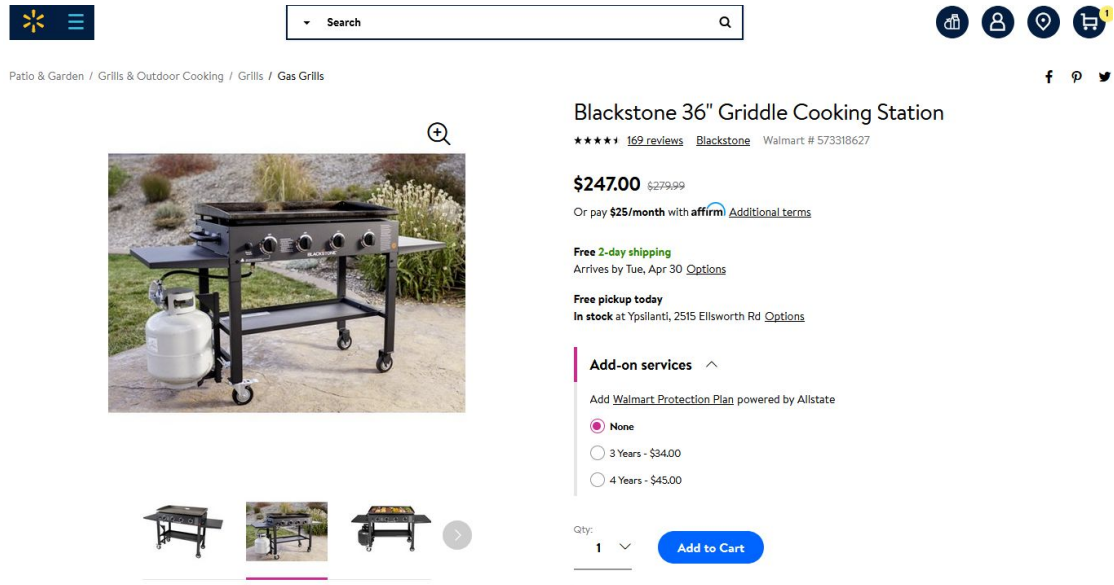 Search
1
Patio & Garden / Grills & Outdoor Cooking / Grills / Gas Grills
Blackstone 36" Griddle Cooking Station
169 reviews Blackstone Walmart # 573318627
$247.00 $279.99
Or pay $25/month with affirm Additional terms
Free 2-day shipping
Arrives by Tue, Apr 30 Options
Free pickup today
In stock at Ypsilanti, 2515 Ellsworth Rd Options
BLACKSTONE
Add-on services
Add Walmart Protection Plan powered by Allstate
None
3 Years - $34.00
4 Years - $45.00
Qty:
1
Add to Cart